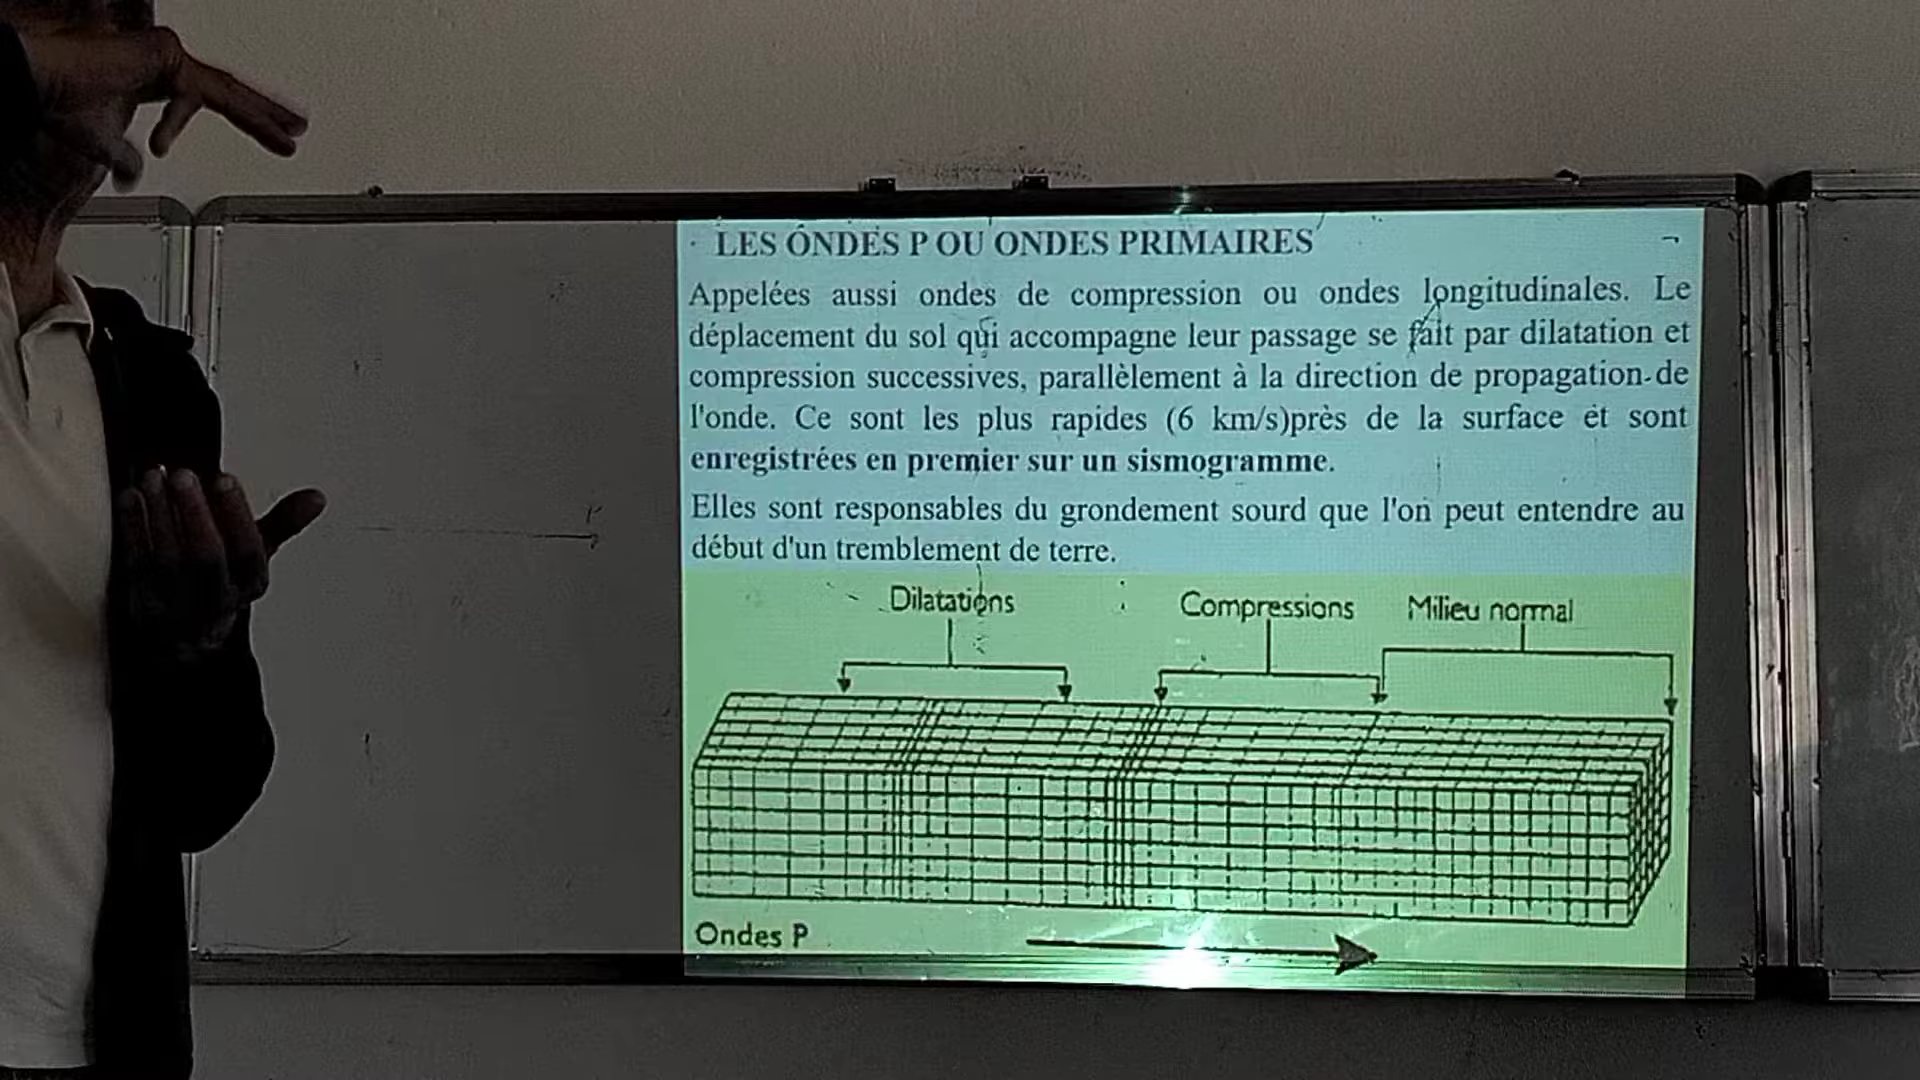 LES ONDES P OU ONDES PRIMAIRES
Appelées aussi ondes de compression ou ondes longitudinales. Le
déplacement du sol qui accompagne leur passage se fait par dilatation et
compression successives, parallèlement à la direction de propagation de
l'onde. Ce sont les plus rapides (6 km/s)près de la surface et sont
enregistrées en premier sur un sismogramme.
Elles sont responsables du grondement sourd que l'on peut entendre au
début d'un tremblement de terre.
Dilatations
Compressions
Milieu normal
Ondes P